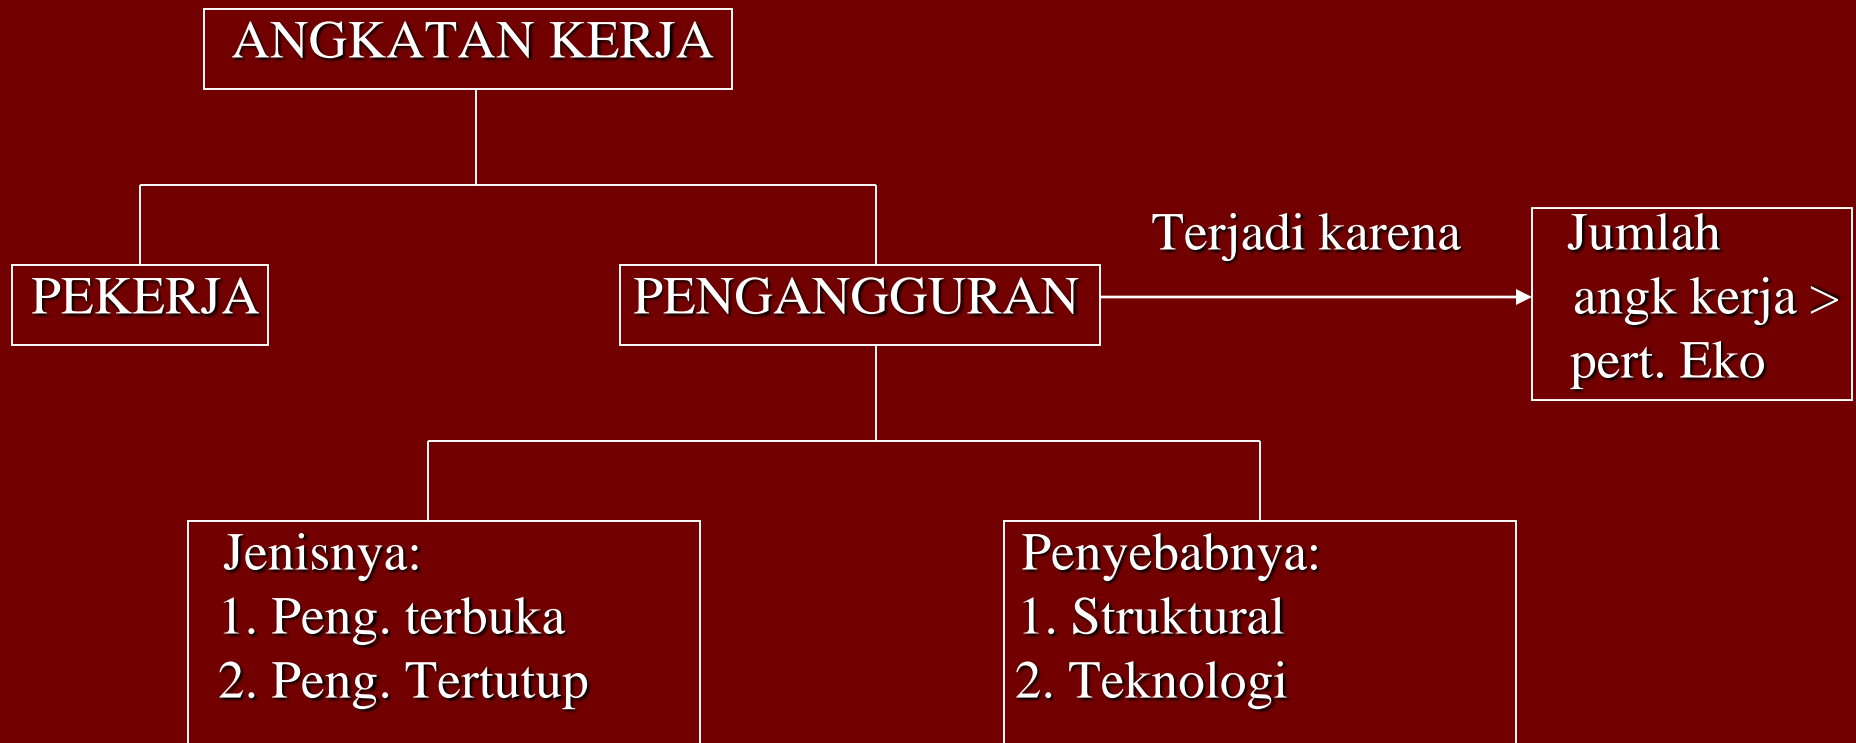 ANGKATAN KERJA
PEKERJA
PENGANGGURAN
Terjadi karena
Jumlah
angk kerja >
pert. Eko
Jenisnya:
1. Peng. terbuka
2. Peng. Tertutup
Penyebabnya:
1. Struktural
2. Teknologi